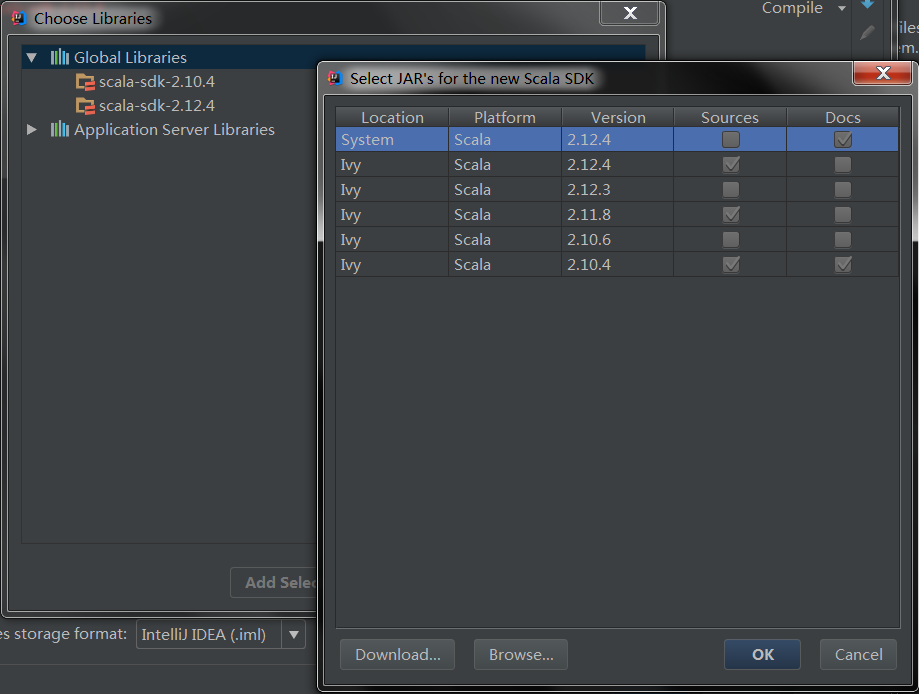 Choose Libraries
Compile
Global Libraries
scala-sdk-2.10.4
scala-sdk-2.12.4
Application Server Libraries
Add Selec
es storage format: IntelliJ IDEA (.iml)
iles
em.
Select JAR's for the new Scala SDK
Location Platform Version Sources Docs
System Scala 2.12.4
Ivy Scala 2.12.4
Ivy Scala 2.12.3
Ivy Scala 2.11.8
Ivy Scala 2.10.6
Ivy Scala 2.10.4
Download... Browse... OK Cancel